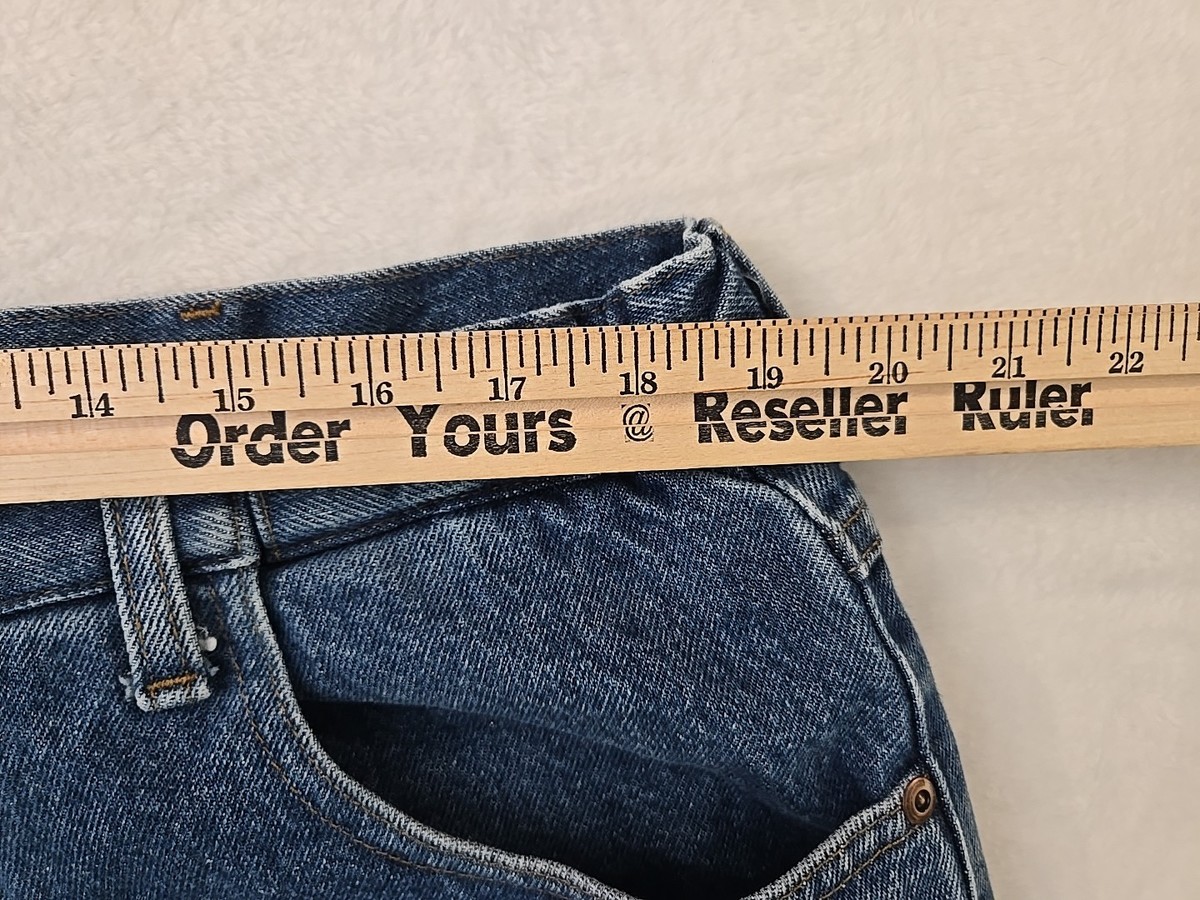 14 15 16 17 18 19 20 21 22
Order Yours @ Reseller Ruler